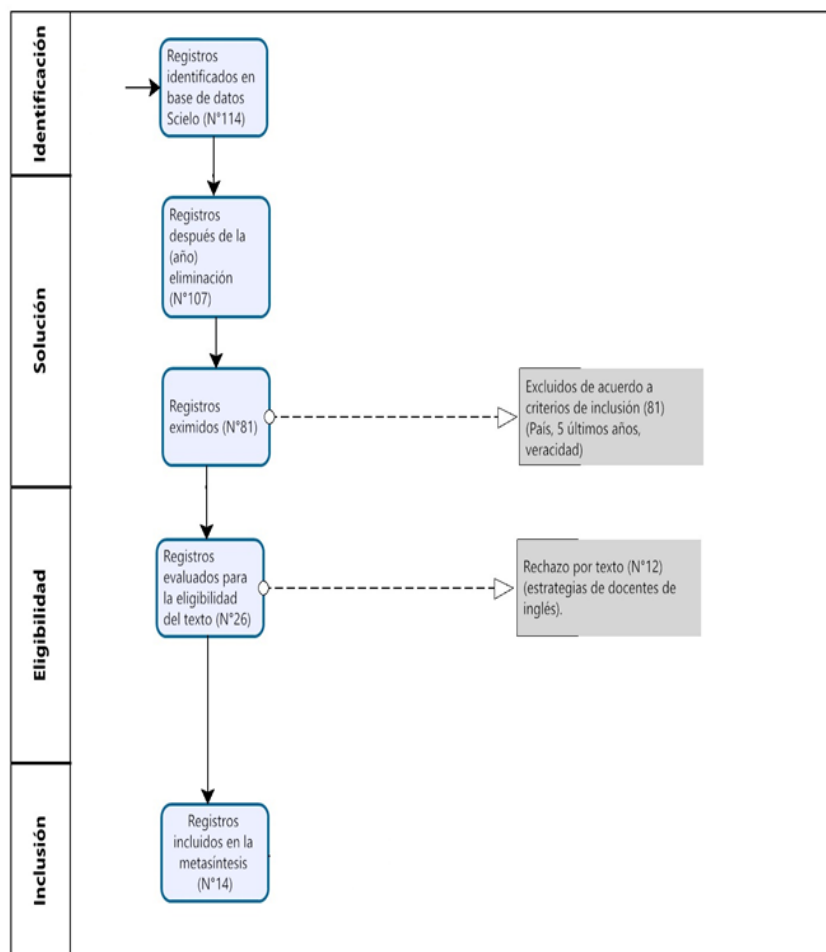 Identificación
Registros
identificados en
base de datos
Scielo (N°114)
Solución
Registros
después de la
(año)
eliminación
(N°107)
Registros
eximidos (N°81)
Excluidos de acuerdo a
criterios de inclusión (81)
(País, 5 últimos años,
veracidad)
Eligibilidad
Registros
evaluados para
la eligibilidad
del texto (N°26)
Rechazo por texto (N°12)
(estrategias de docentes de
inglés).
Inclusión
Registros
incluidos en la
metasíntesis
(N°14)